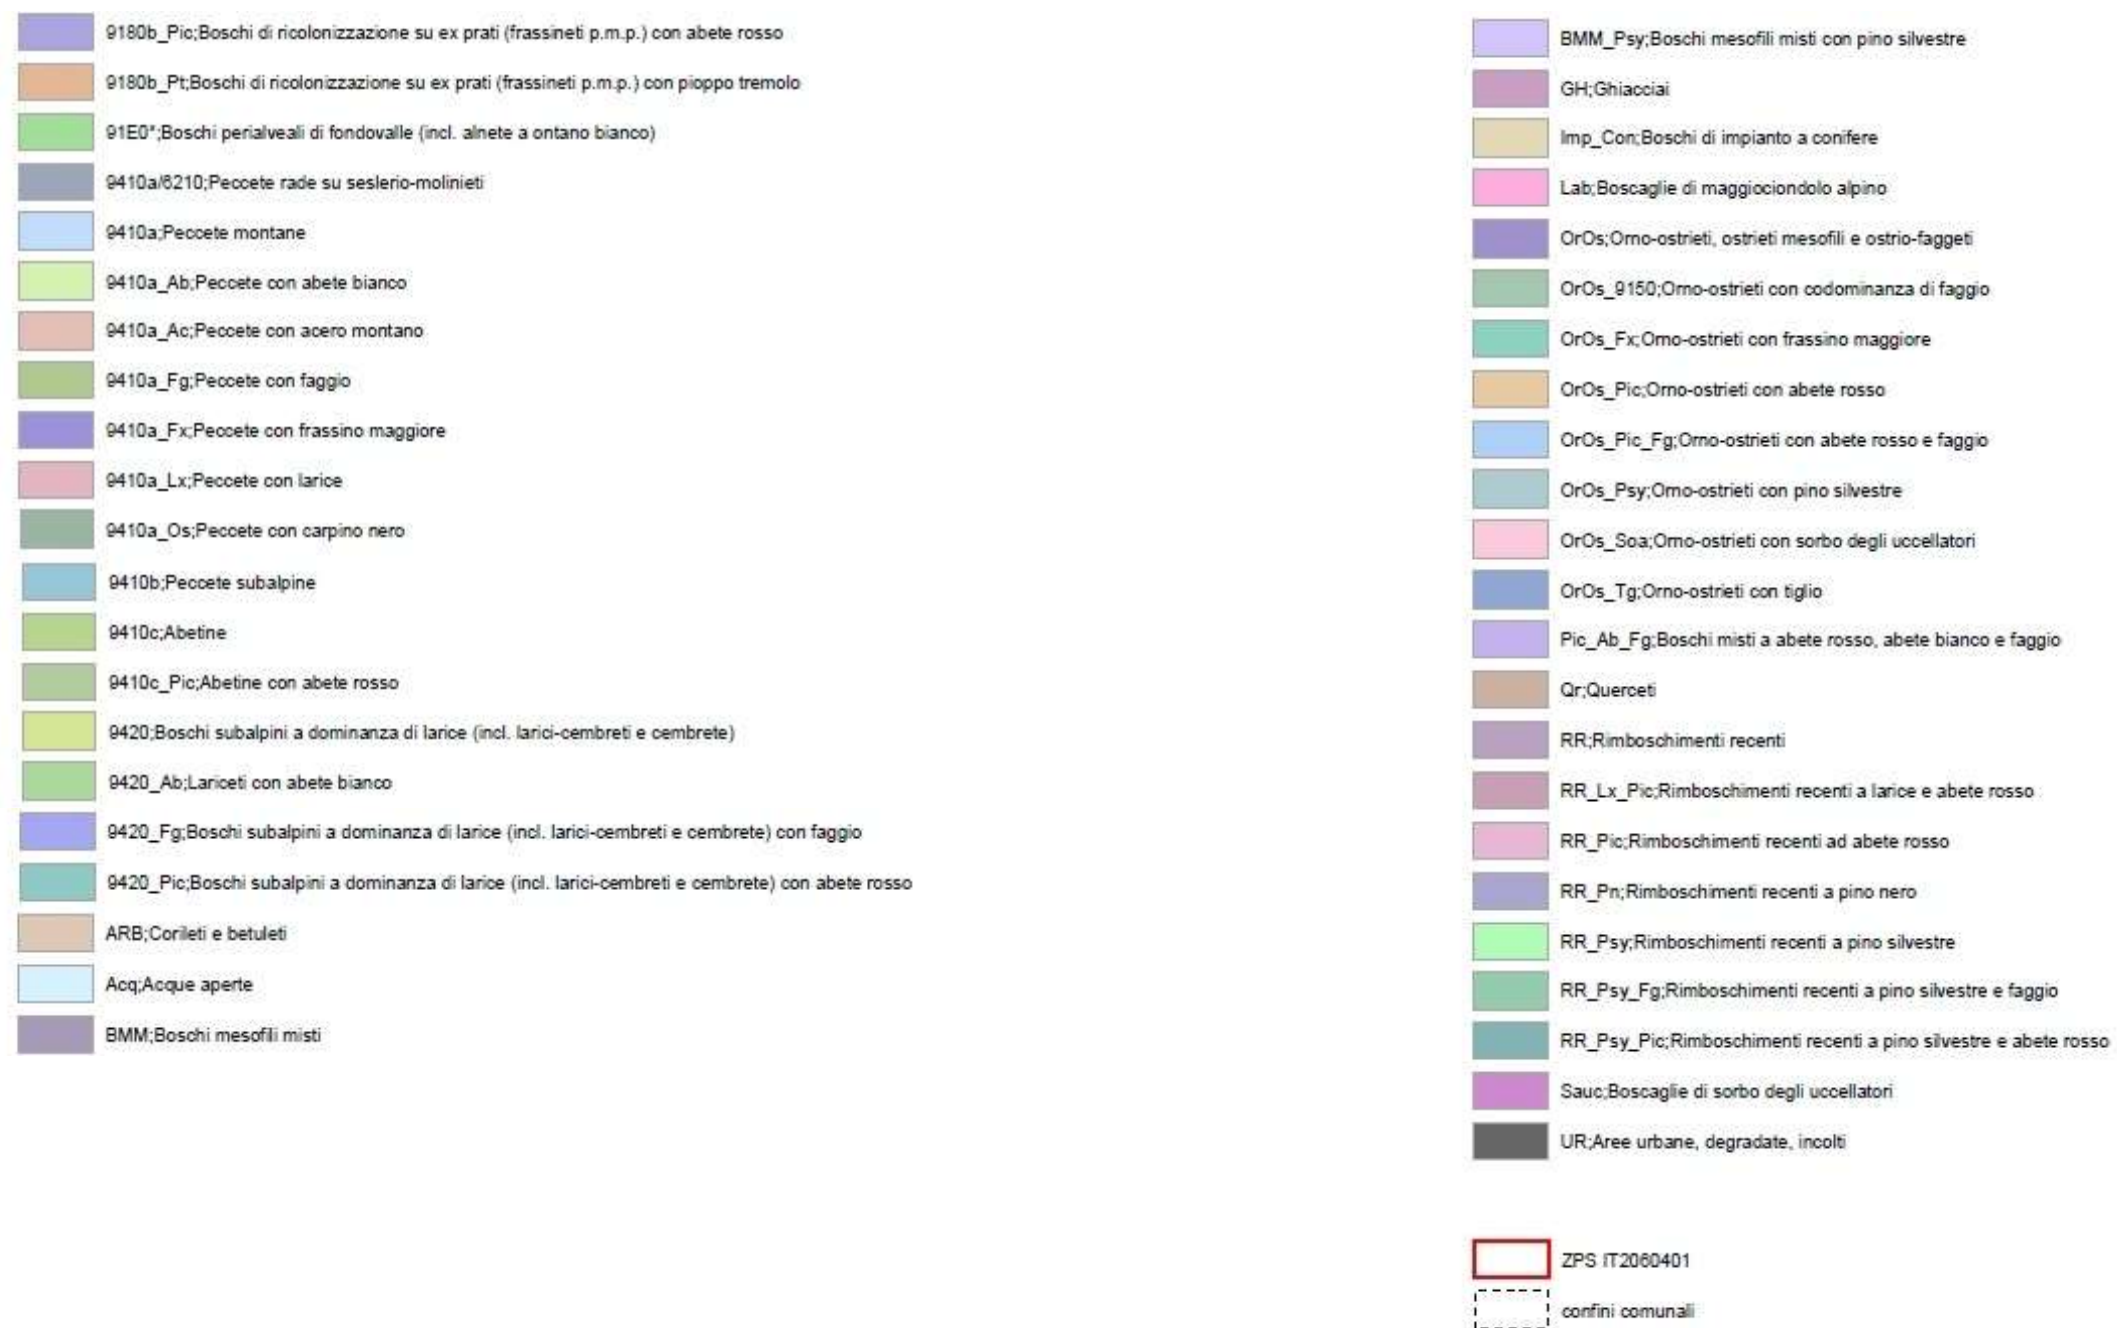 9180b_Pic;Boschi di ricolonizzazione su ex prati (frassineti p.m.p.) con abete rosso
9180b_Pt;Boschi di ricolonizzazione su ex prati (frassineti p.m.p.) con pioppo tremolo
91E0*;Boschi perialveali di fondovalle (incl. alnete a ontano bianco)
9410a/6210;Peccete rade su seslerio-molinieti
9410a;Peccete montane
9410a_Ab;Peccete con abete bianco
9410a_Ac;Peccete con acero montano
9410a_Fg;Peccete con faggio
9410a_Fx;Peccete con frassino maggiore
9410a_Lx;Peccete con larice
9410a_Os;Peccete con carpino nero
9410b;Peccete subalpine
9410c;Abetine
9410c_Pic;Abetine con abete rosso
9420;Boschi subalpini a dominanza di larice (incl. larici-cembreti e cembrete)
9420_Ab;Lariceti con abete bianco
9420_Fg;Boschi subalpini a dominanza di larice (incl. larici-cembreti e cembrete) con faggio
9420_Pic;Boschi subalpini a dominanza di larice (incl. larici-cembreti e cembrete) con abete rosso
ARB;Corileti e betuleti
Acq;Acque aperte
BMM;Boschi mesofili misti
BMM_Psy;Boschi mesofili misti con pino silvestre
GH;Ghiacciai
Imp_Con;Boschi di impianto a conifere
Lab;Boscaglie di maggiociondolo alpino
OrOs;Orno-ostrieti, ostrieti mesofili e ostrio-faggeti
OrOs_9150;Orno-ostrieti con codominanza di faggio
OrOs_Fx;Orno-ostrieti con frassino maggiore
OrOs_Pic;Orno-ostrieti con abete rosso
OrOs_Pic_Fg;Orno-ostrieti con abete rosso e faggio
OrOs_Psy;Orno-ostrieti con pino silvestre
OrOs_Soa;Orno-ostrieti con sorbo degli uccellatori
OrOs_Tg;Orno-ostrieti con tiglio
Pic_Ab_Fg;Boschi misti a abete rosso, abete bianco e faggio
Qr;Querceti
RR;Rimboschimenti recenti
RR_Lx_Pic;Rimboschimenti recenti a larice e abete rosso
RR_Pic;Rimboschimenti recenti ad abete rosso
RR_Pn;Rimboschimenti recenti a pino nero
RR_Psy;Rimboschimenti recenti a pino silvestre
RR_Psy_Fg;Rimboschimenti recenti a pino silvestre e faggio
RR_Psy_Pic;Rimboschimenti recenti a pino silvestre e abete rosso
Sauc;Boscaglie di sorbo degli uccellatori
UR;Aree urbane, degradate, incolti
ZPS IT2060401
confini comunali